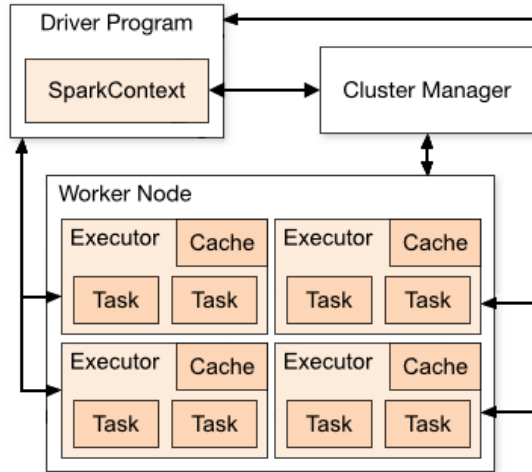 Driver Program
SparkContext
Cluster Manager
Worker Node
Executor Cache
Task Task
Executor Cache
Task Task
Executor Cache
Task Task
Executor Cache
Task Task